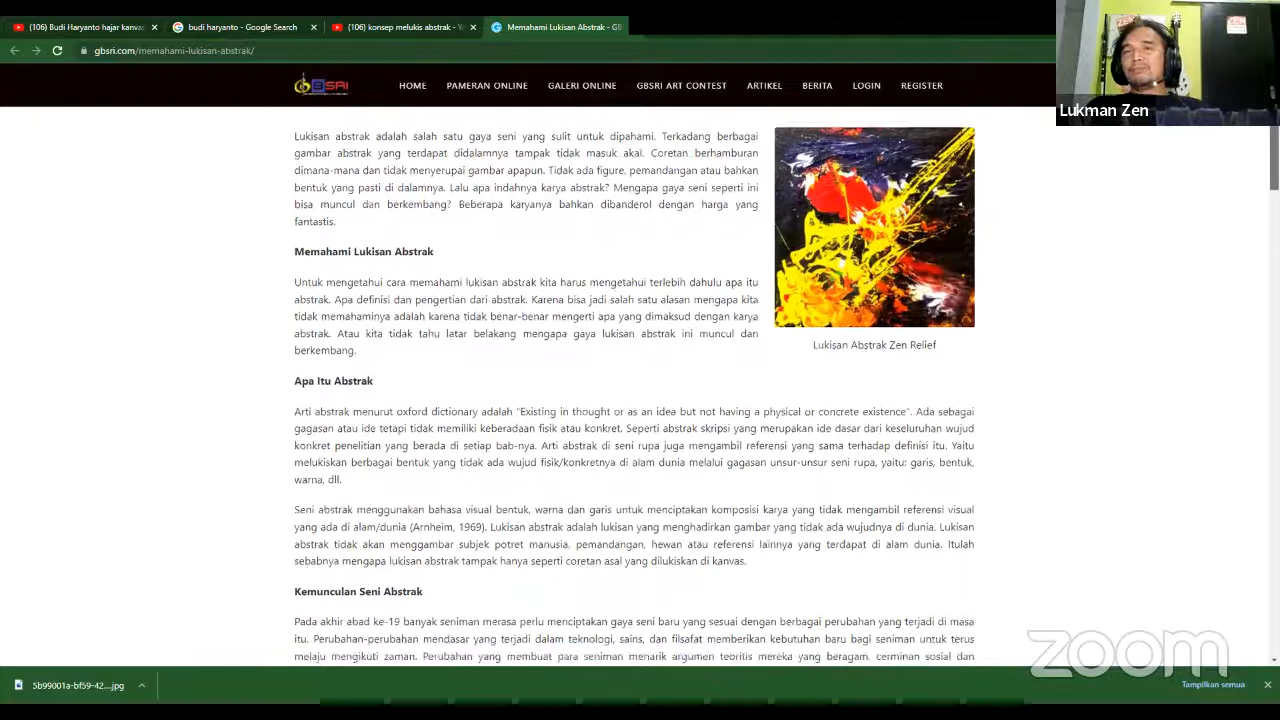 (106) Budi Haryanto hajar kanvas
budi haryanto - Google Search
(106) konsep melukis abstrak - Yo
Memahami Lukisan Abstrak - GB
gbsri.com/memahami-lukisan-abstrak/
HOME PAMERAN ONLINE GALERI ONLINE GBSRI ART CONTEST ARTIKEL BERITA LOGIN REGISTER
Lukman Zen
Lukisan abstrak adalah salah satu gaya seni yang sulit untuk dipahami. Terkadang berbagai
gambar abstrak yang terdapat didalamnya tampak tidak masuk akal. Coretan berhamburan
dimana-mana dan tidak menyerupai gambar apapun. Tidak ada figure, pemandangan atau bahkan
bentuk yang pasti di dalamnya. Lalu apa indahnya karya abstrak? Mengapa gaya seni seperti ini
bisa muncul dan berkembang? Beberapa karyanya bahkan dibanderol dengan harga yang
fantastis.
Memahami Lukisan Abstrak
Untuk mengetahui cara memahami lukisan abstrak kita harus mengetahui terlebih dahulu apa itu
abstrak. Apa definisi dan pengertian dari abstrak. Karena bisa jadi salah satu alasan mengapa kita
tidak memahaminya adalah karena tidak benar-benar mengerti apa yang dimaksud dengan karya
abstrak. Atau kita tidak tahu latar belakang mengapa gaya lukisan abstrak ini muncul dan
berkembang.
Lukisan Abstrak Zen Relief
Apa Itu Abstrak
Arti abstrak menurut oxford dictionary adalah "Existing in thought or as an idea but not having a physical or concrete existence". Ada sebagai
gagasan atau ide tetapi tidak memiliki keberadaan fisik atau konkret. Seperti abstrak skripsi yang merupakan ide dasar dari keseluruhan wujud
konkret penelitian yang berada di setiap bab-nya. Arti abstrak di seni rupa juga mengambil referensi yang sama terhadap definisi itu. Yaitu
melukiskan berbagai bentuk yang tidak ada wujud fisik/konkretnya di alam dunia melalui gagasan unsur-unsur seni rupa, yaitu: garis, bentuk,
warna, dll.
Seni abstrak menggunakan bahasa visual bentuk, warna dan garis untuk menciptakan komposisi karya yang tidak mengambil referensi visual
yang ada di alam/dunia (Arnheim, 1969). Lukisan abstrak adalah lukisan yang menghadirkan gambar yang tidak ada wujudnya di dunia. Lukisan
abstrak tidak akan menggambar subjek potret manusia, pemandangan, hewan atau referensi lainnya yang terdapat di alam dunia. Itulah
sebabnya mengapa lukisan abstrak tampak hanya seperti coretan asal yang dilukiskan di kanvas.
Kemunculan Seni Abstrak
Pada akhir abad ke-19 banyak seniman merasa perlu menciptakan gaya seni baru yang sesuai dengan berbagai perubahan yang terjadi di masa
itu. Perubahan-perubahan mendasar yang terjadi dalam teknologi, sains, dan filsafat memberikan kebutuhan baru bagi seniman untuk terus
melaju mengikuti zaman. Perubahan yang membuat para seniman menarik argumen teoritis mereka yang beragam, cerminan sosial dan
zoom
5b99001a-bf59-42....jpg
Tampilkan semua